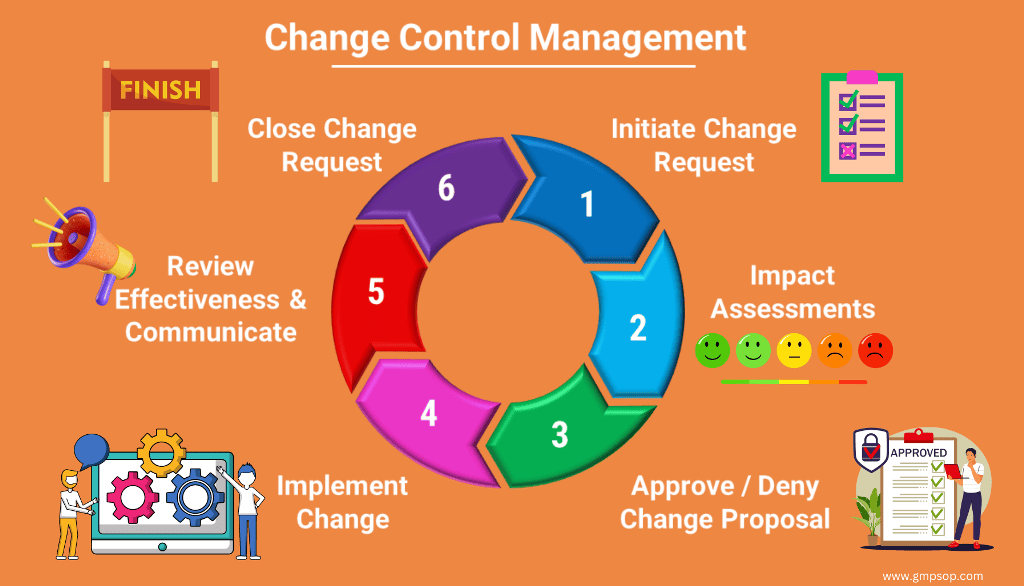 Change Control Management
FINISH
Close Change
Request
Initiate Change
Request
6
1
Review
Effectiveness &
Communicate
5
Impact
Assessments
2
4
3
Implement
Change
Approve / Deny
Change Proposal
APPROVED
www.gmpsop.com